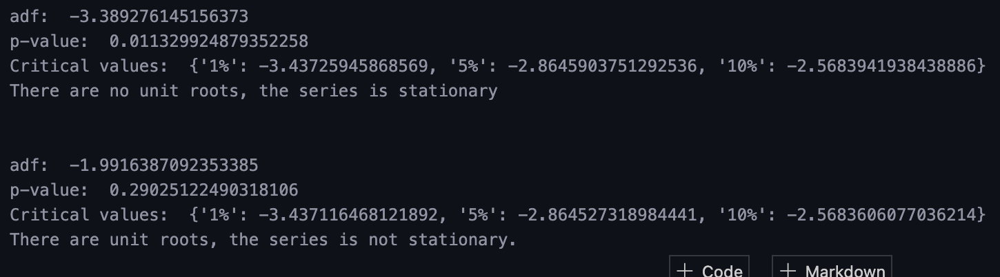 adf:  -3.389276145156373
p-value:  0.011329924879352258
Critical values:  {'1%': -3.43725945868569, '5%': -2.8645903751292536, '10%': -2.5683941938438886}
There are no unit roots, the series is stationary
adf:  -1.9916387092353385
p-value:  0.29025122490318106
Critical values:  {'1%': -3.437116468121892, '5%': -2.864527318984441, '10%': -2.5683606077036214}
There are unit roots, the series is not stationary.
+ Code  + Markdown